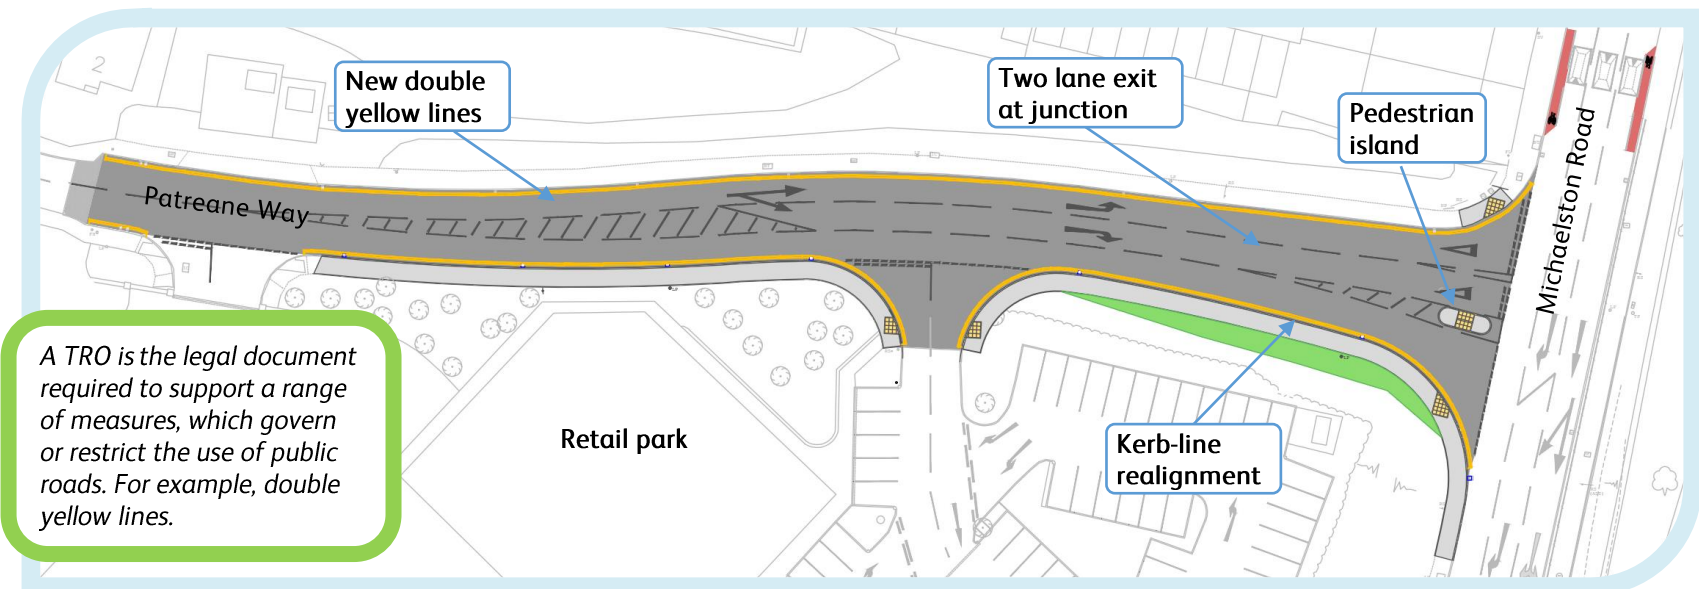 2
New double
yellow lines
Two lane exit
at junction
Pedestrian
island
Michaelston Road
Patreane Way
A TRO is the legal document
required to support a range
of measures, which govern
or restrict the use of public
roads. For example, double
yellow lines.
Retail park
Kerb-line
realignment